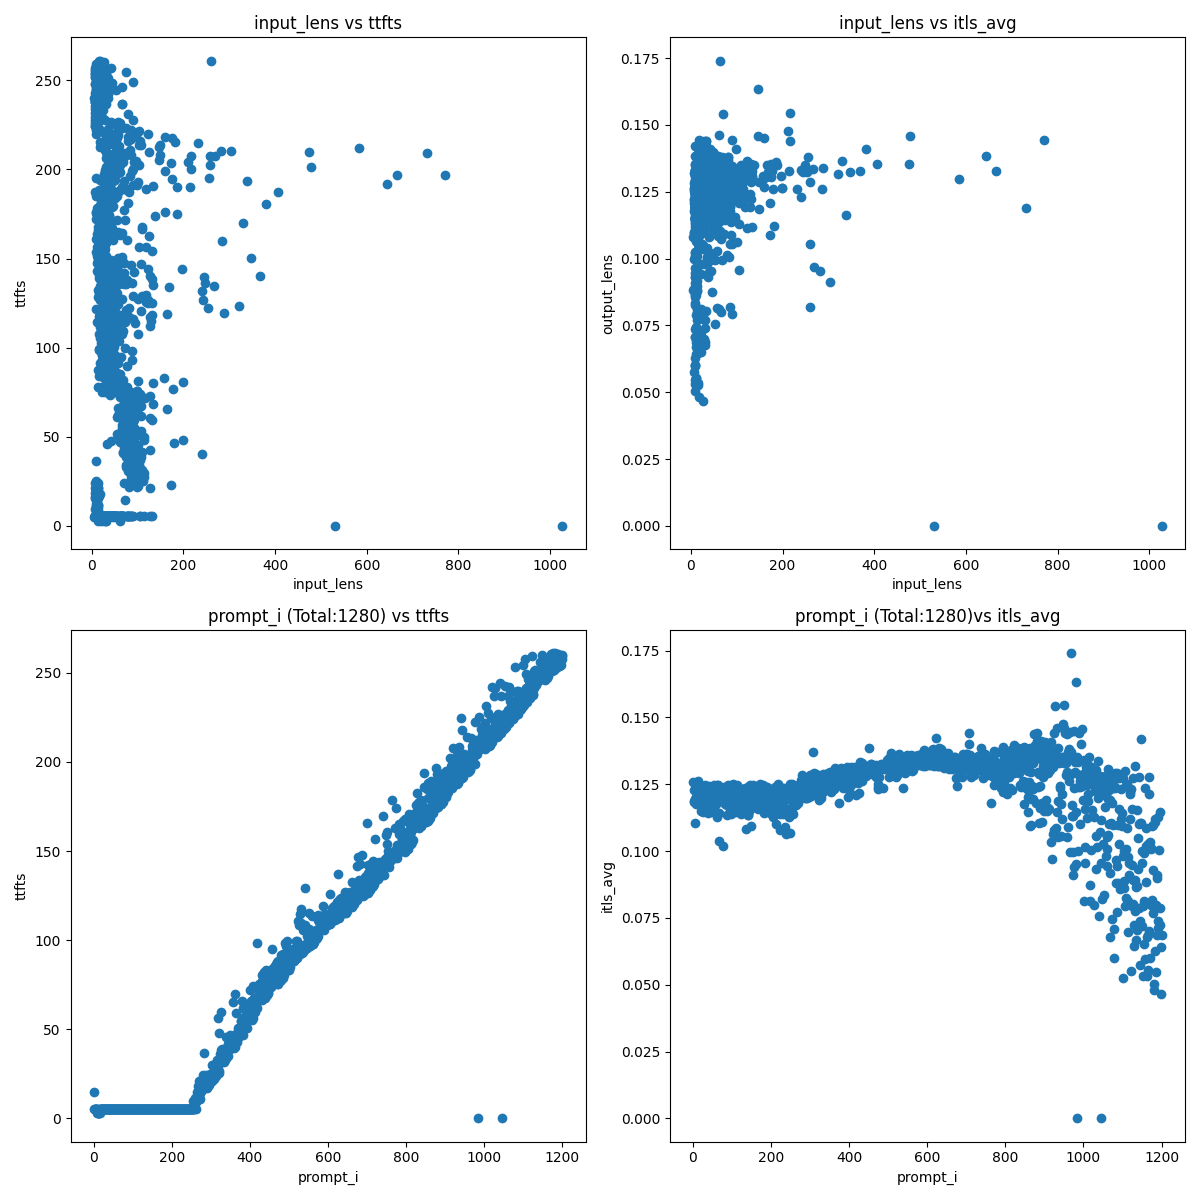 input_lens vs ttfts
ttfts
250
200
150
100
50
0
0 200 400 600 800 1000
input_lens
input_lens vs itls_avg
output_lens
0.175
0.150
0.125
0.100
0.075
0.050
0.025
0.000
0 200 400 600 800 1000
input_lens
prompt_i (Total:1280) vs ttfts
ttfts
250
200
150
100
50
0
0 200 400 600 800 1000 1200
prompt_i
prompt_i (Total:1280)vs itls_avg
itls_avg
0.175
0.150
0.125
0.100
0.075
0.050
0.025
0.000
0 200 400 600 800 1000 1200
prompt_i